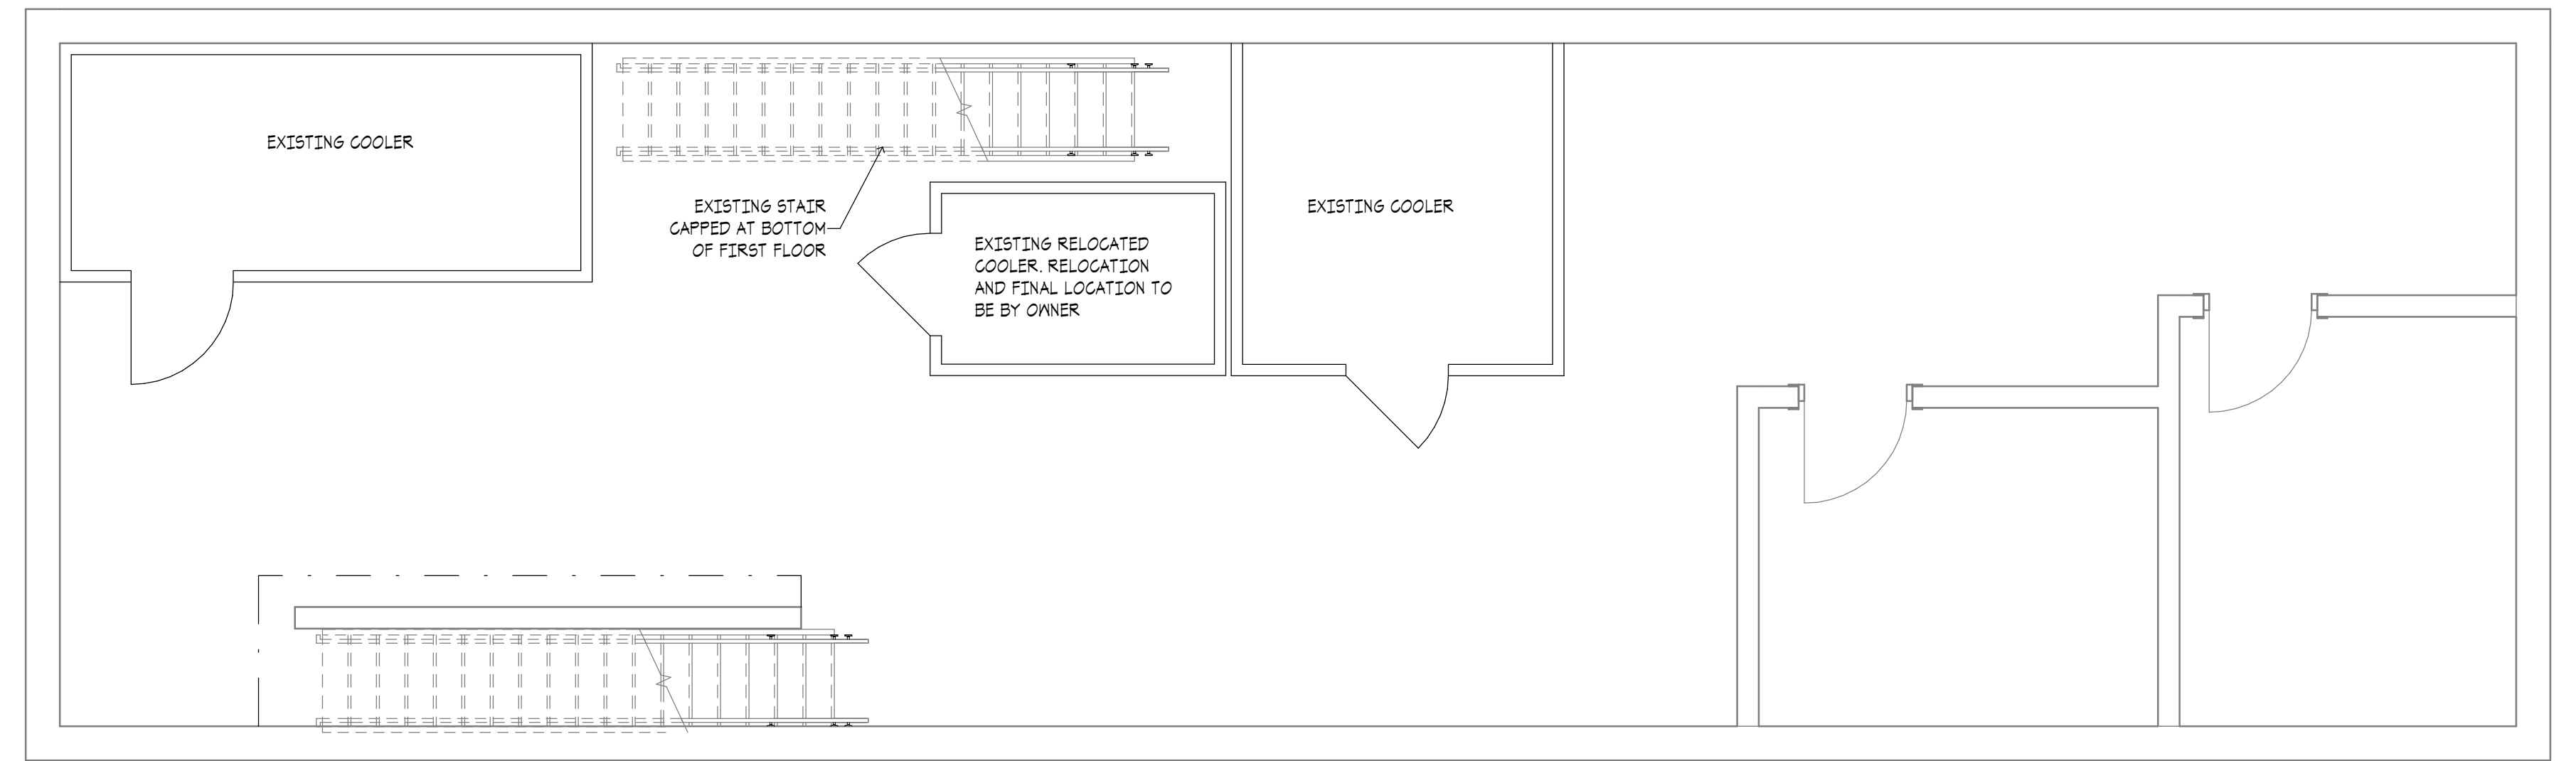 EXISTING COOLER
EXISTING STAIR
CAPPED AT BOTTOM
OF FIRST FLOOR
EXISTING RELOCATED
COOLER. RELOCATION
AND FINAL LOCATION TO
BE BY OWNER
EXISTING COOLER